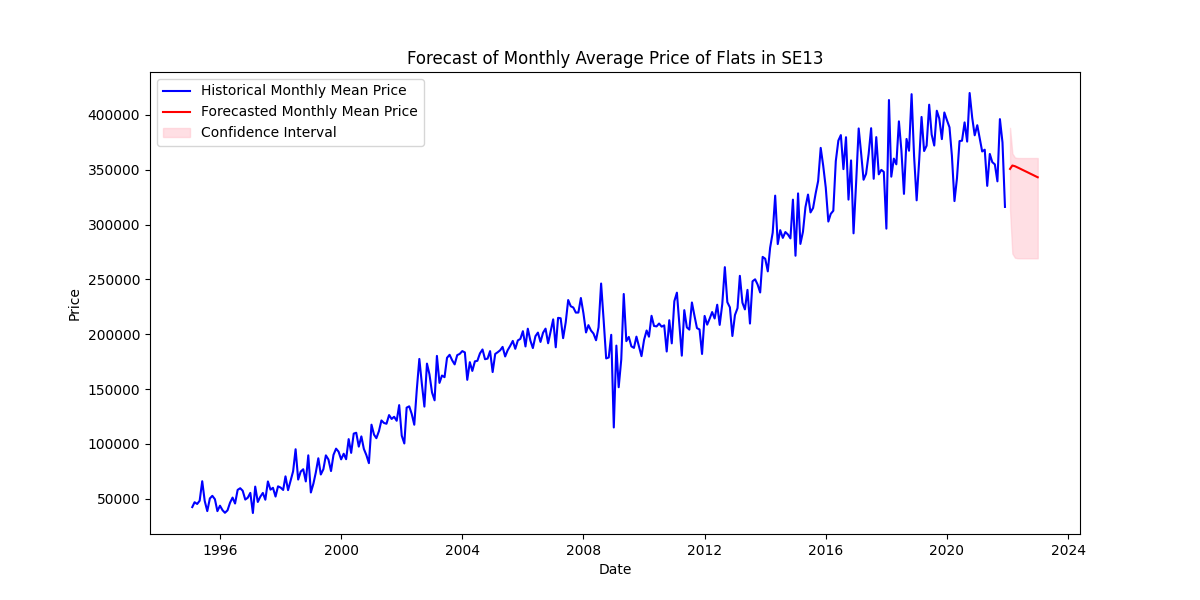 Forecast of Monthly Average Price of Flats in SE13
Historical Monthly Mean Price
Forecasted Monthly Mean Price
Confidence Interval
400000
350000
300000
250000
200000
150000
100000
50000
Price
1996 2000 2004 2008 2012 2016 2020 2024
Date